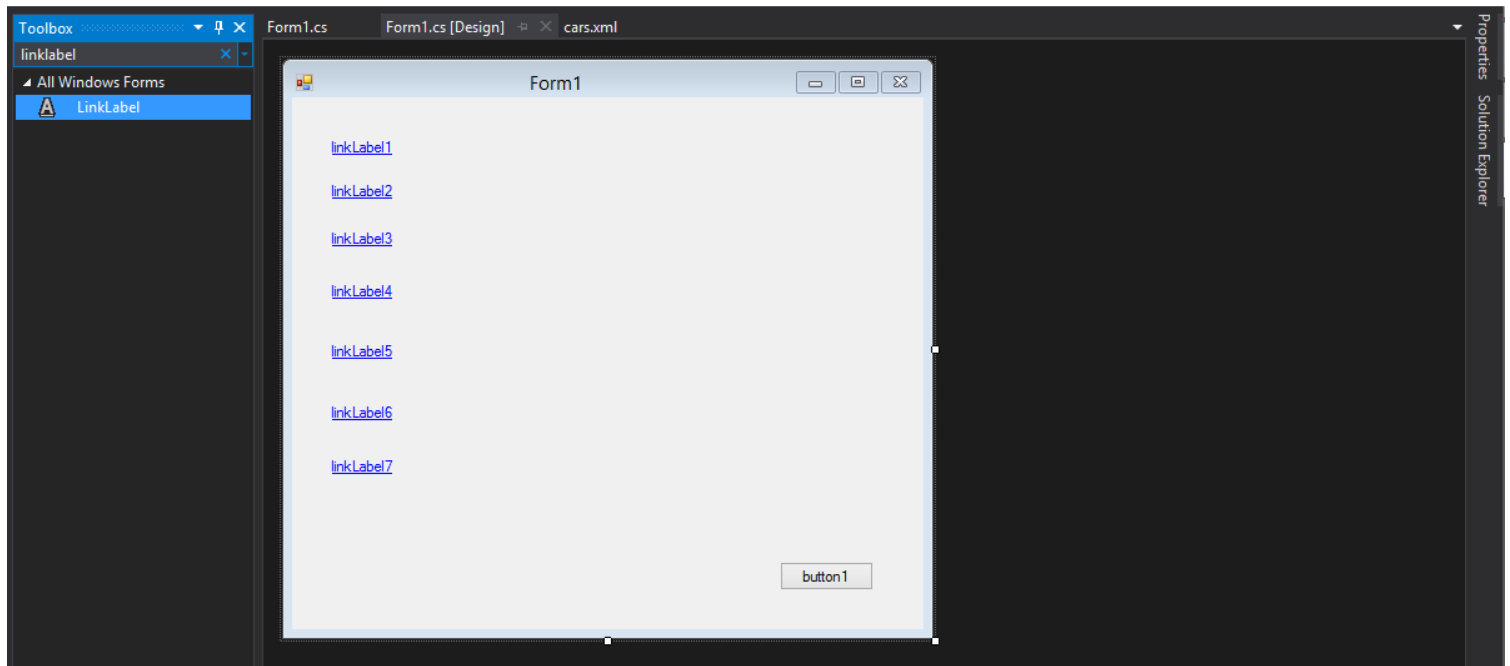 Toolbox
linklabel
All Windows Forms
LinkLabel
Form1.cs
Form1.cs [Design]
cars.xml
Form1
linkLabel1
linkLabel2
linkLabel3
linkLabel4
linkLabel5
linkLabel6
linkLabel7
button1
Properties
Solution Explorer